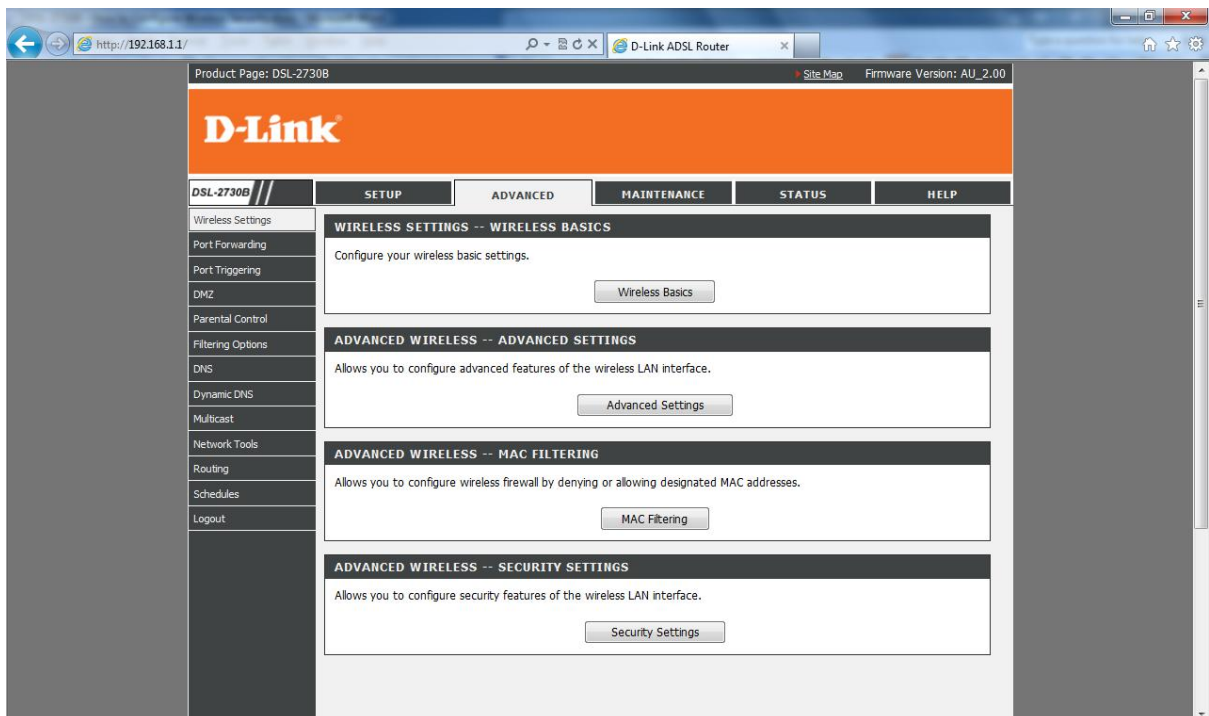 http://192.168.1.1/
D-Link ADSL Router
Product Page: DSL-2730B
Site Map
Firmware Version: AU_2.00
D-Link
DSL-2730B
SETUP
ADVANCED
MAINTENANCE
STATUS
HELP
Wireless Settings
Port Forwarding
Port Triggering
DMZ
Parental Control
Filtering Options
DNS
Dynamic DNS
Multicast
Network Tools
Routing
Schedules
Logout
WIRELESS SETTINGS -- WIRELESS BASICS
Configure your wireless basic settings.
Wireless Basics
ADVANCED WIRELESS -- ADVANCED SETTINGS
Allows you to configure advanced features of the wireless LAN interface.
Advanced Settings
ADVANCED WIRELESS -- MAC FILTERING
Allows you to configure wireless firewall by denying or allowing designated MAC addresses.
MAC Filtering
ADVANCED WIRELESS -- SECURITY SETTINGS
Allows you to configure security features of the wireless LAN interface.
Security Settings